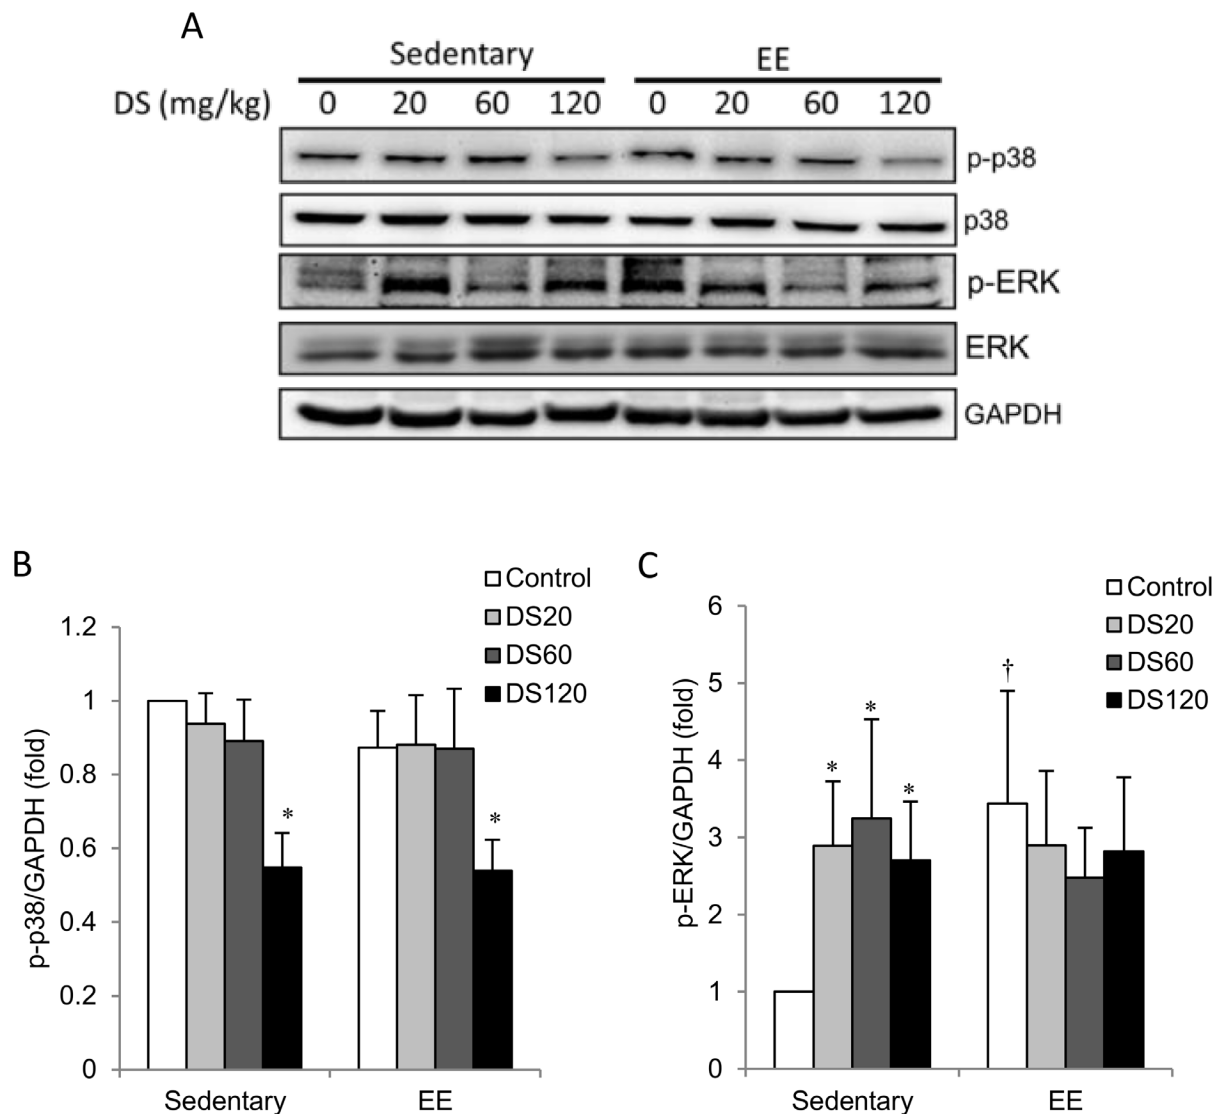 A
Sedentary EE
DS (mg/kg) 0 20 60 120 0 20 60 120
p-p38
p38
p-ERK
ERK
GAPDH
B
Control
DS20
DS60
DS120
p-p38/GAPDH (fold)
1.2
1
0.8
0.6
0.4
0.2
0
*
*
Sedentary EE
C
Control
DS20
DS60
DS120
p-ERK/GAPDH (fold)
6
5
4
3
2
1
0
*
*
*
†
Sedentary EE